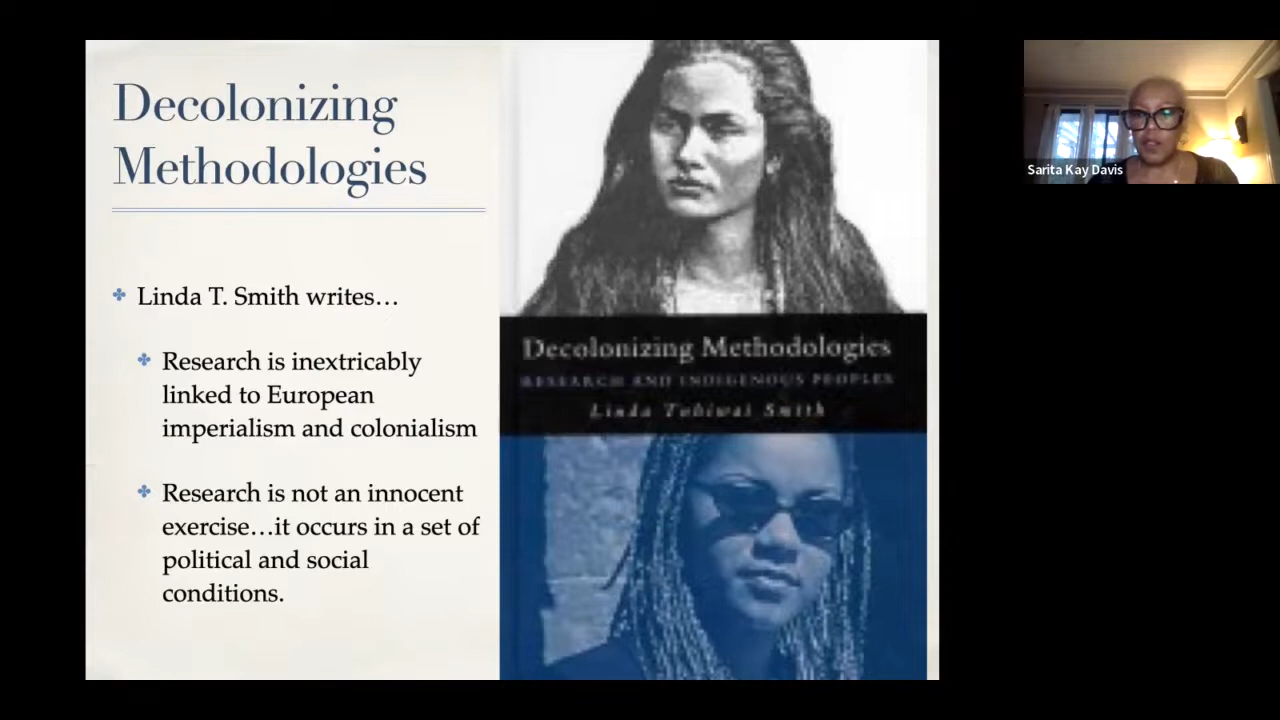 Decolonizing
Methodologies
Linda T. Smith writes…
Research is inextricably
linked to European
imperialism and colonialism
Research is not an innocent
exercise…it occurs in a set of
political and social
conditions.
Decolonizing Methodologies
RESEARCH AND INDIGENOUS PEOPLES
Linda Tuhiwai Smith
Sarita Kay Davis